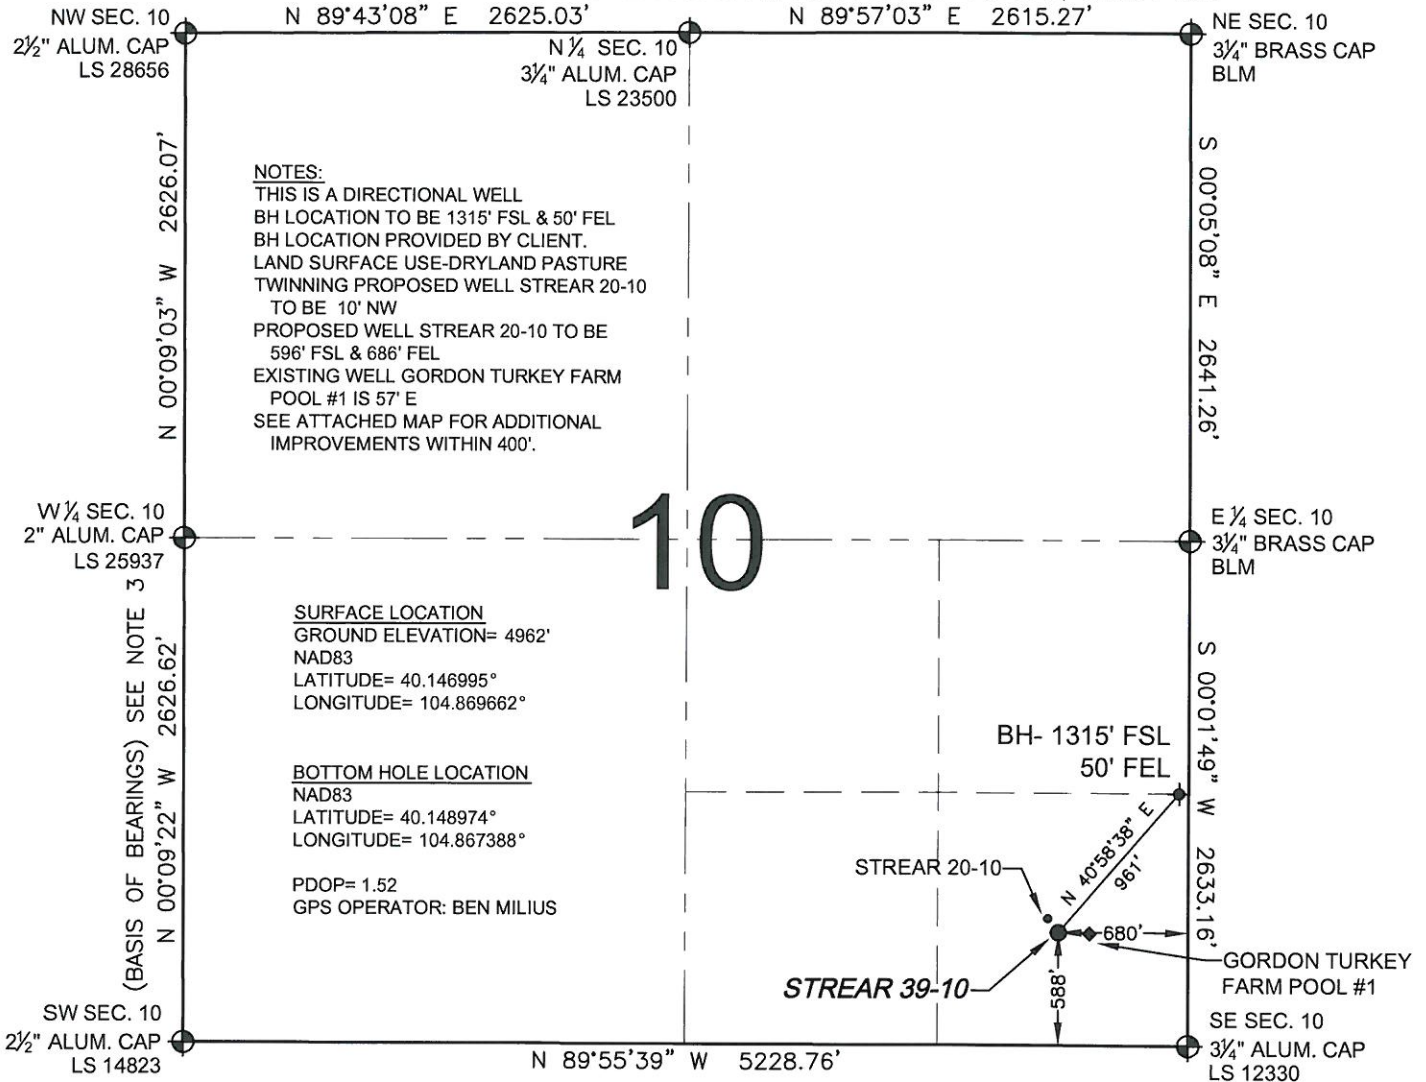 N 89°43'08" E 2625.03'
N 89°57'03" E 2615.27'
NW SEC. 10
2½" ALUM. CAP
LS 28656
N ¼ SEC. 10
3¼" ALUM. CAP
LS 23500
NE SEC. 10
3¼" BRASS CAP
BLM
N 00°09'03" W 2626.07'
NOTES:
THIS IS A DIRECTIONAL WELL
BH LOCATION TO BE 1315' FSL & 50' FEL
BH LOCATION PROVIDED BY CLIENT.
LAND SURFACE USE-DRYLAND PASTURE
TWINNING PROPOSED WELL STREAR 20-10
TO BE 10' NW
PROPOSED WELL STREAR 20-10 TO BE
596' FSL & 686' FEL
EXISTING WELL GORDON TURKEY FARM
POOL #1 IS 57' E
SEE ATTACHED MAP FOR ADDITIONAL
IMPROVEMENTS WITHIN 400'.
S 00°05'08" E 2641.26'
W ¼ SEC. 10
2" ALUM. CAP
LS 25937
10
E ¼ SEC. 10
3¼" BRASS CAP
BLM
(BASIS OF BEARINGS) SEE NOTE 3
N 00°09'22" W 2626.62'
SURFACE LOCATION
GROUND ELEVATION= 4962'
NAD83
LATITUDE= 40.146995°
LONGITUDE= 104.869662°
BOTTOM HOLE LOCATION
NAD83
LATITUDE= 40.148974°
LONGITUDE= 104.867388°
PDOP= 1.52
GPS OPERATOR: BEN MILIUS
S 00°01'49" W 2633.16'
BH- 1315' FSL
50' FEL
N 40°58'38" E
961'
STREAR 20-10
680'
588'
STREAR 39-10
GORDON TURKEY
FARM POOL #1
SW SEC. 10
2½" ALUM. CAP
LS 14823
N 89°55'39" W 5228.76'
SE SEC. 10
3¼" ALUM. CAP
LS 12330